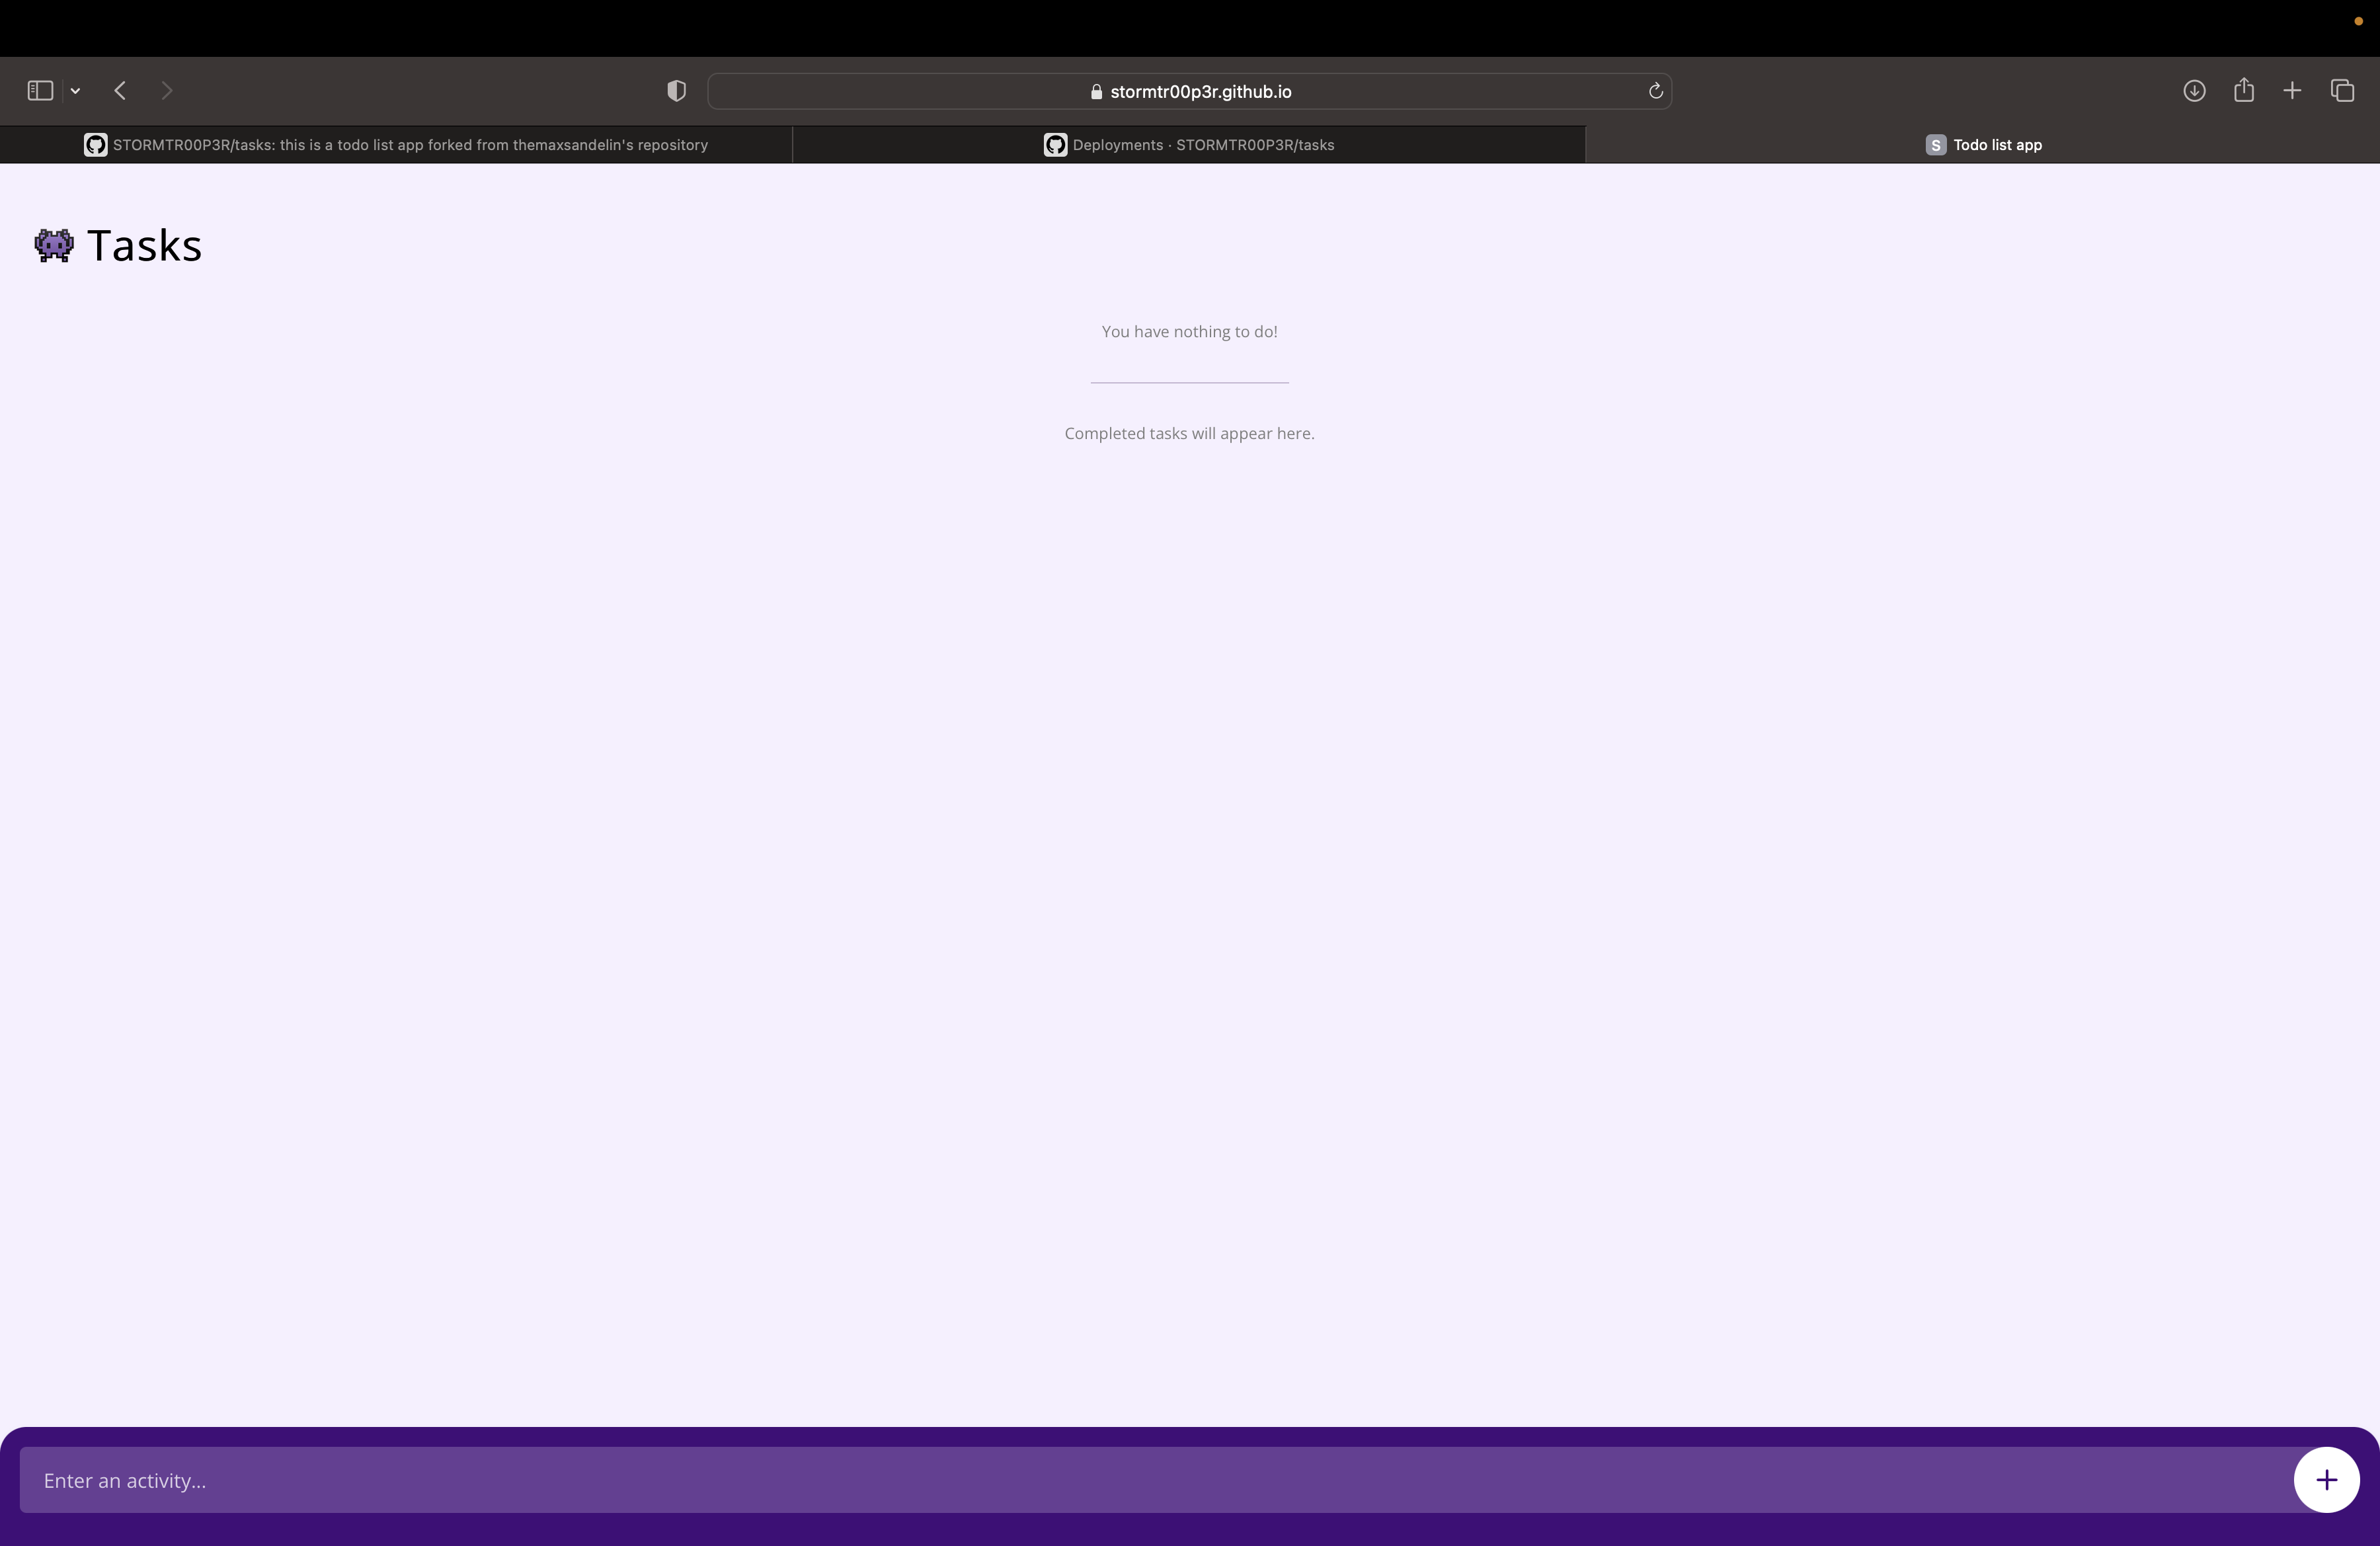 stormtr00p3r.github.io
STORMTR00P3R/tasks: this is a todo list app forked from themaxsandelin's repository
Deployments · STORMTR00P3R/tasks
S Todo list app
Tasks
You have nothing to do!
Completed tasks will appear here.
Enter an activity...